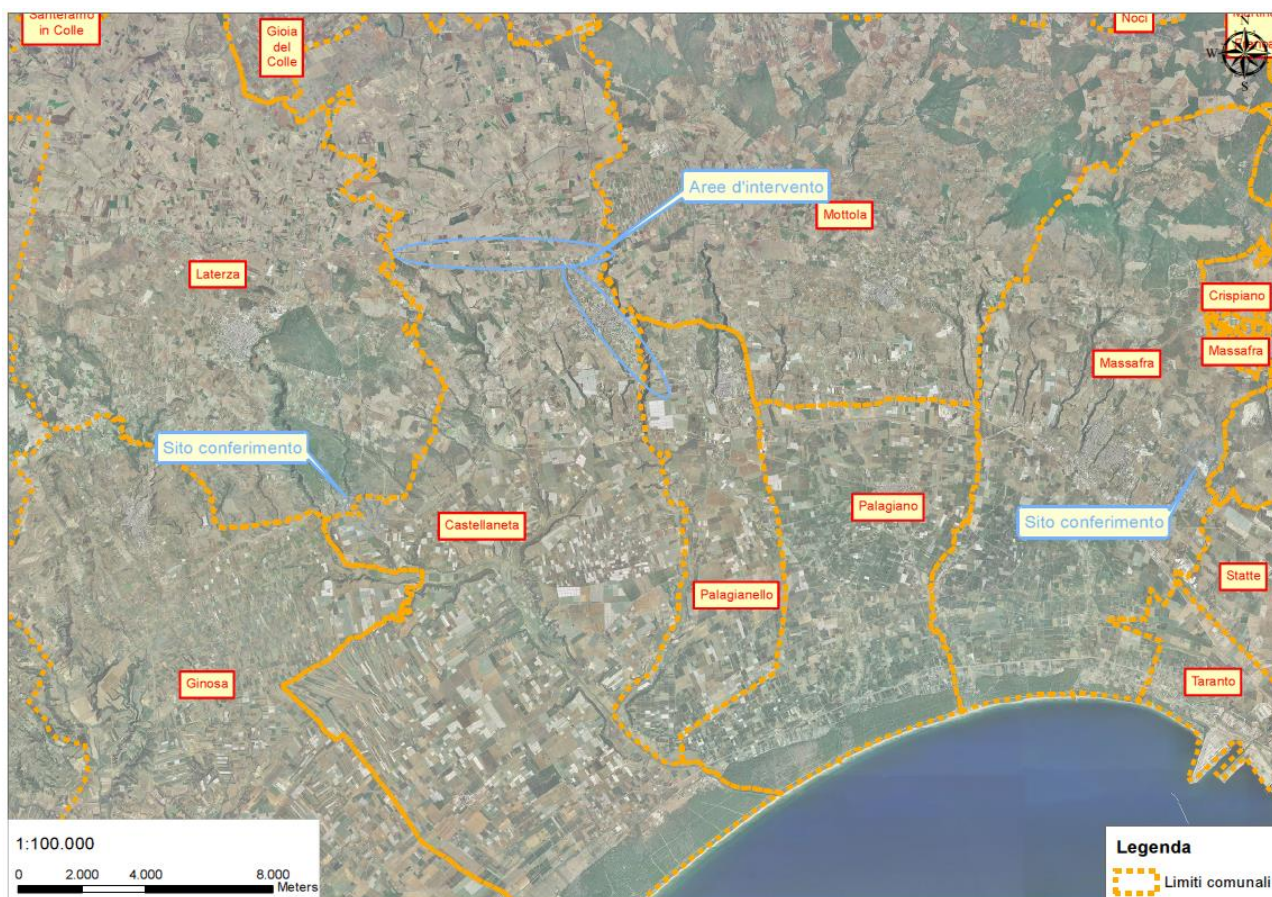 Santeramo
in Colle
Gioia
del
Colle
Noci
N
W
S
Aree d'intervento
Mottola
Laterza
Crispiano
Massafra
Massafra
Sito conferimento
Castellaneta
Palagiano
Sito conferimento
Statte
Palagianello
Ginosa
Taranto
1:100.000
0 2.000 4.000 8.000
Meters
Legenda
Limiti comunali